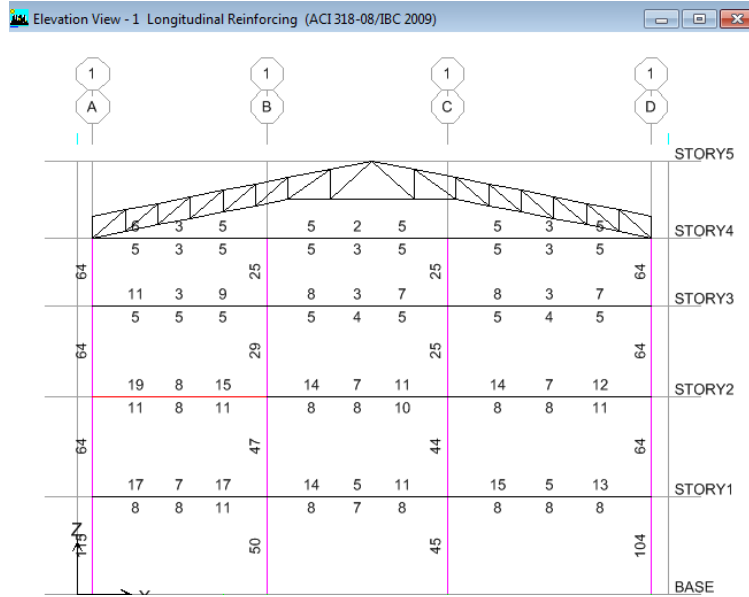 Elevation View - 1 Longitudinal Reinforcing (ACI 318-08/IBC 2009)
1 1 1 1
A B C D
STORY5
6 3 5 5 2 5 5 3 5
STORY4
5 3 5 5 3 5 5 3 5
64 25 25 64
11 3 9 8 3 7 8 3 7
STORY3
5 5 5 5 4 5 5 4 5
64 29 25 64
19 8 15 14 7 11 14 7 12
STORY2
11 8 11 8 8 10 8 8 11
64 47 44 64
17 7 17 14 5 11 15 5 13
STORY1
8 8 11 8 7 8 8 8 8
Z
115 50 45 104
BASE